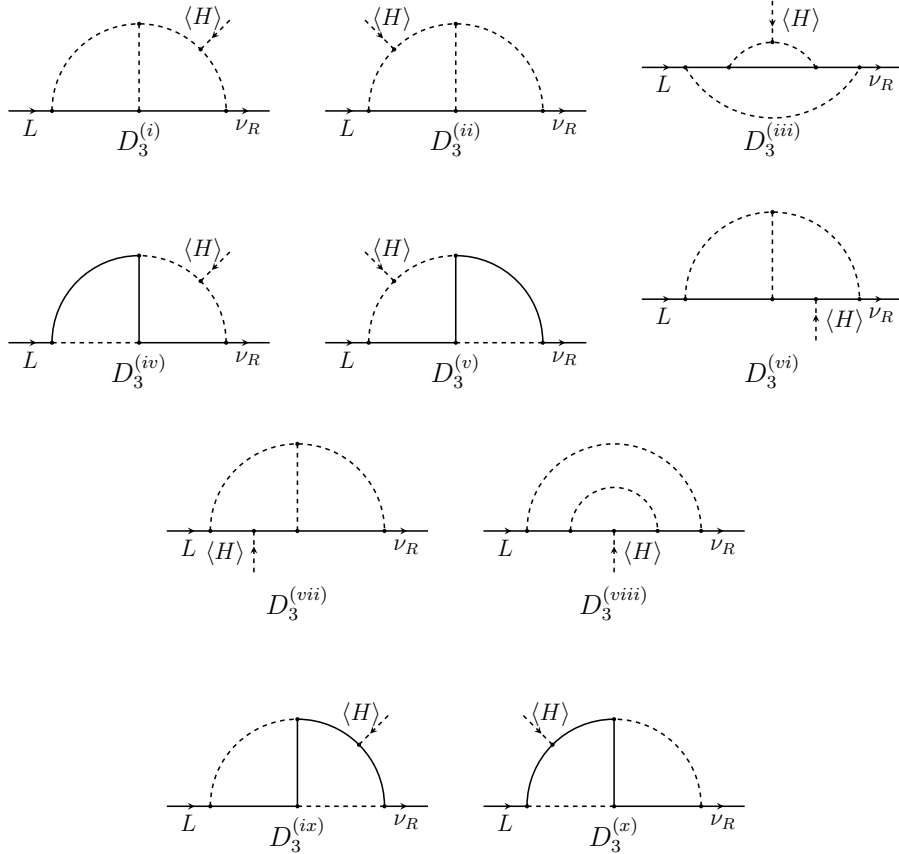 ⟨H⟩ ⟨H⟩ ⟨H⟩
L ν_R L ν_R L ν_R
D_3^{(i)} D_3^{(ii)} D_3^{(iii)}
⟨H⟩ ⟨H⟩
L ν_R L ν_R L ⟨H⟩ ν_R
D_3^{(iv)} D_3^{(v)} D_3^{(vi)}
L ⟨H⟩ ν_R L ⟨H⟩ ν_R
D_3^{(vii)} D_3^{(viii)}
⟨H⟩ ⟨H⟩
L ν_R L ν_R
D_3^{(ix)} D_3^{(x)}